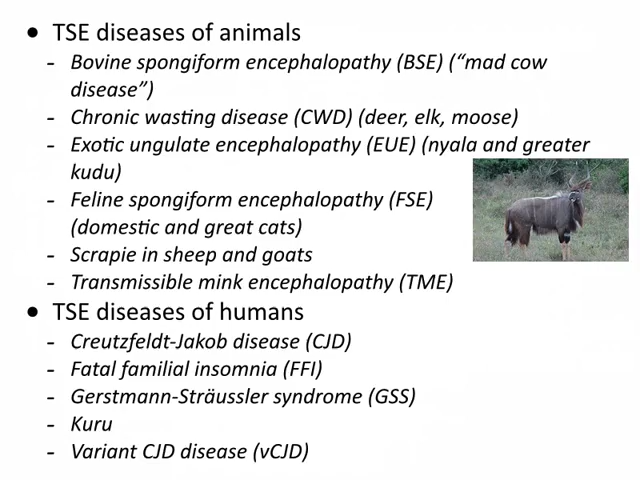 • TSE diseases of animals
- Bovine spongiform encephalopathy (BSE) (“mad cow
disease”)
- Chronic wasting disease (CWD) (deer, elk, moose)
- Exotic ungulate encephalopathy (EUE) (nyala and greater
kudu)
- Feline spongiform encephalopathy (FSE)
(domestic and great cats)
- Scrapie in sheep and goats
- Transmissible mink encephalopathy (TME)
• TSE diseases of humans
- Creutzfeldt-Jakob disease (CJD)
- Fatal familial insomnia (FFI)
- Gerstmann-Sträussler syndrome (GSS)
- Kuru
- Variant CJD disease (vCJD)